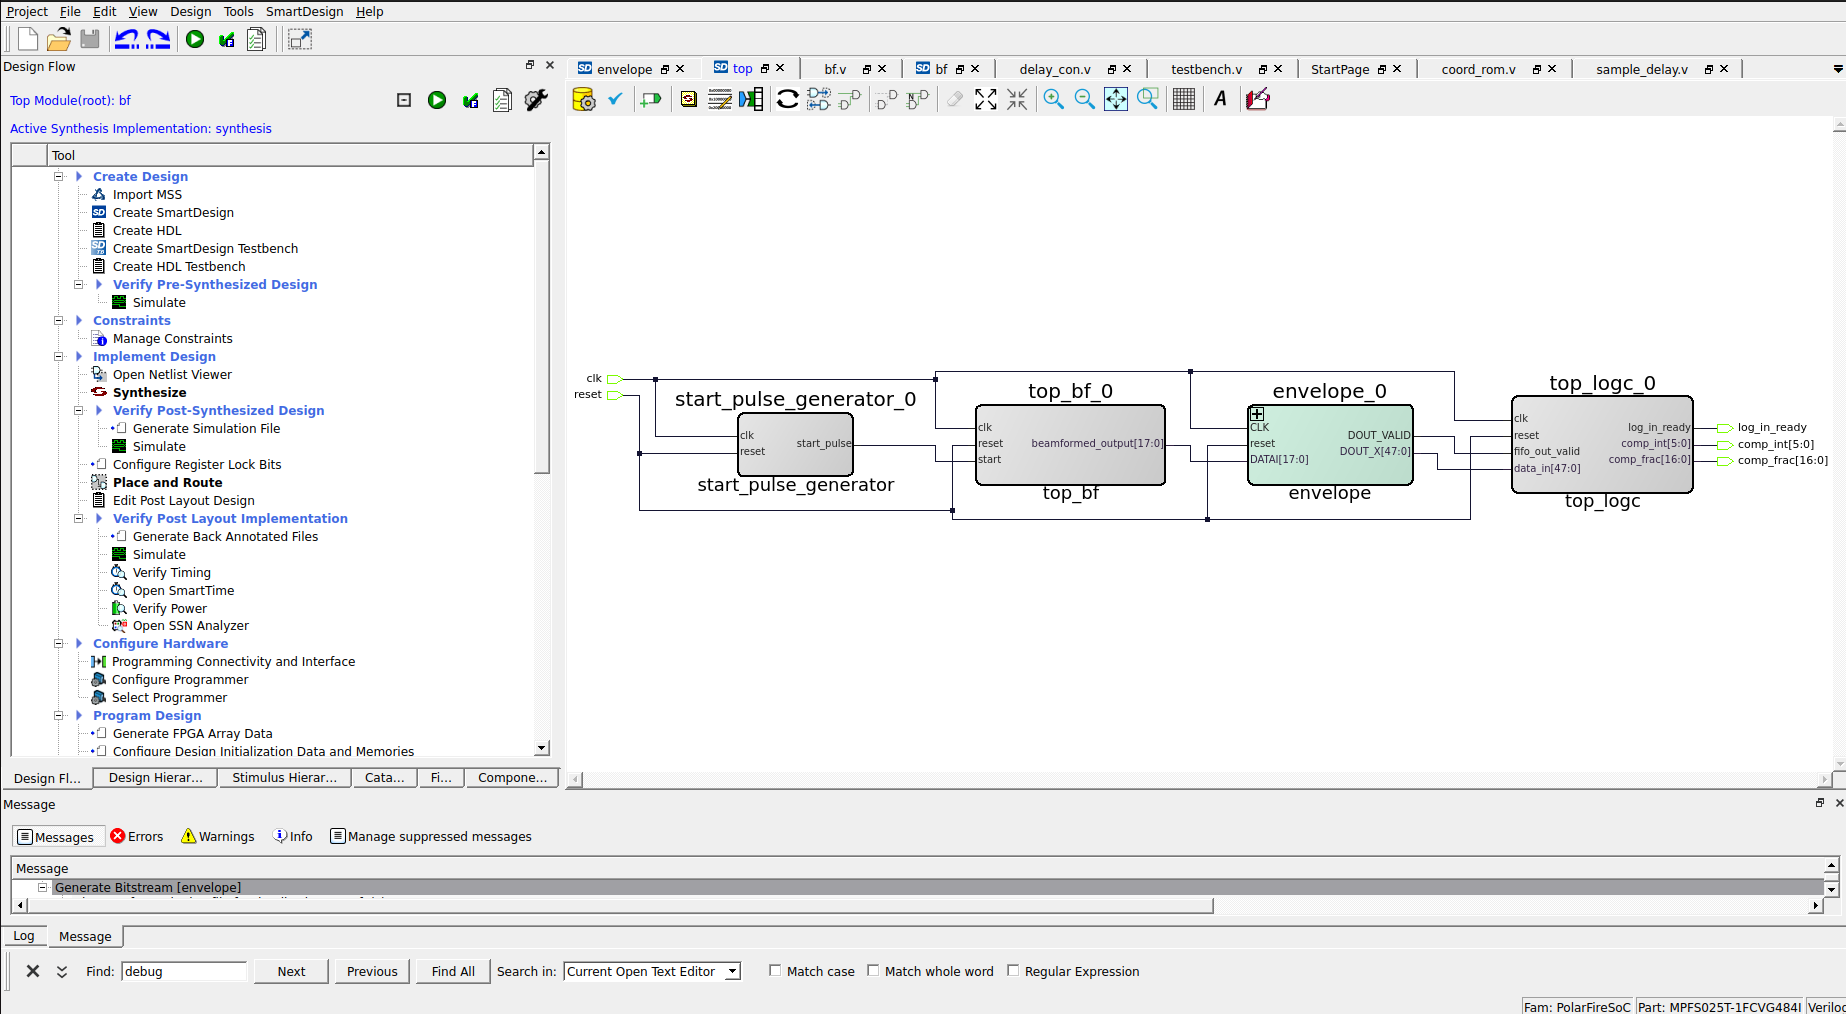 Project File Edit View Design Tools SmartDesign Help
Design Flow
Top Module(root): bf
Active Synthesis Implementation: synthesis
Tool
Create Design
Import MSS
Create SmartDesign
Create HDL
Create SmartDesign Testbench
Create HDL Testbench
Verify Pre-Synthesized Design
Simulate
Constraints
Manage Constraints
Implement Design
Open Netlist Viewer
Synthesize
Verify Post-Synthesized Design
Generate Simulation File
Simulate
Configure Register Lock Bits
Place and Route
Edit Post Layout Design
Verify Post Layout Implementation
Generate Back Annotated Files
Simulate
Verify Timing
Open SmartTime
Verify Power
Open SSN Analyzer
Configure Hardware
Programming Connectivity and Interface
Configure Programmer
Select Programmer
Program Design
Generate FPGA Array Data
Configure Design Initialization Data and Memories
Design Fl... Design Hierar... Stimulus Hierar... Cata... Fi... Compone...
envelope top bf.v bf delay_con.v testbench.v StartPage coord_rom.v sample_delay.v
clk
reset
start_pulse_generator_0
clk
reset
start_pulse
start_pulse_generator
top_bf_0
clk
reset
start
beamformed_output[17:0]
top_bf
envelope_0
CLK
reset
DATAI[17:0]
DOUT_VALID
DOUT_X[47:0]
envelope
top_logc_0
clk
reset
fifo_out_valid
data_in[47:0]
log_in_ready
comp_int[5:0]
comp_frac[16:0]
top_logc
log_in_ready
comp_int[5:0]
comp_frac[16:0]
Message
Messages Errors Warnings Info Manage suppressed messages
Message
Generate Bitstream [envelope]
Log Message
Find: debug Next Previous Find All Search in: Current Open Text Editor Match case Match whole word Regular Expression
Fam: PolarFireSoC Part: MPFS025T-1FCVG484I Verilo